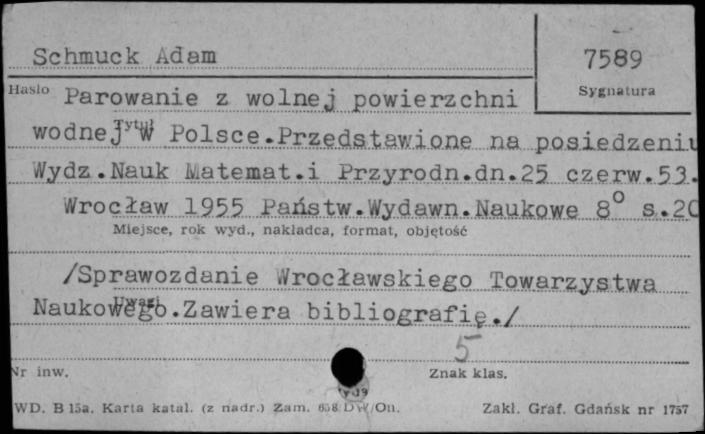 Schmuck Adam
7589
Hasło
Sygnatura
Parowanie z wolnej powierzchni
Tytuł
wodnej w Polsce.Przedstawione na posiedzeniu
Wydz.Nauk Matemat.i Przyrodn.dn.25 czerw.53.
Wrocław 1955 Państw.Wydawn.Naukowe 8° s.20
Miejsce, rok wyd., nakładca, format, objętość
/Sprawozdanie Wrocławskiego Towarzystwa
Uwagi
Naukowego.Zawiera bibliografię./
5
Nr inw.
Znak klas.
WD. B 15a. Karta katal. (z nadr.) Zam. 658/DW/On.
Zakł. Graf. Gdańsk nr 1757